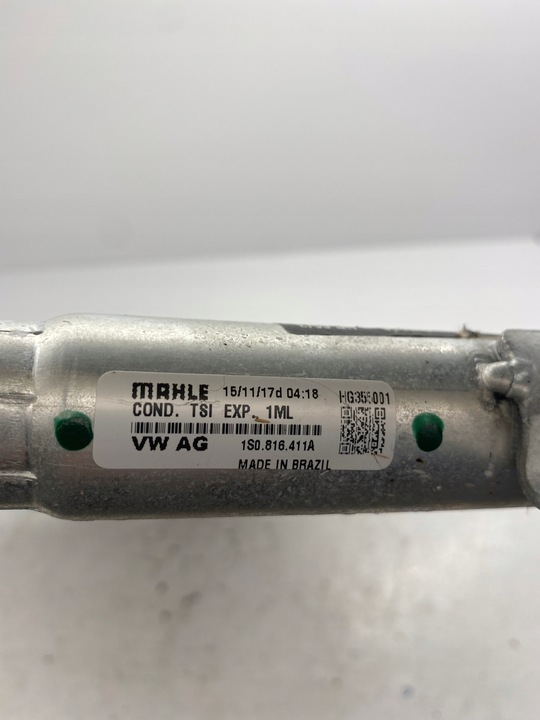 MAHLE 15/11/17d 04:18
COND. TSI EXP. 1ML
VW AG 1S0.816.411A
MADE IN BRAZIL